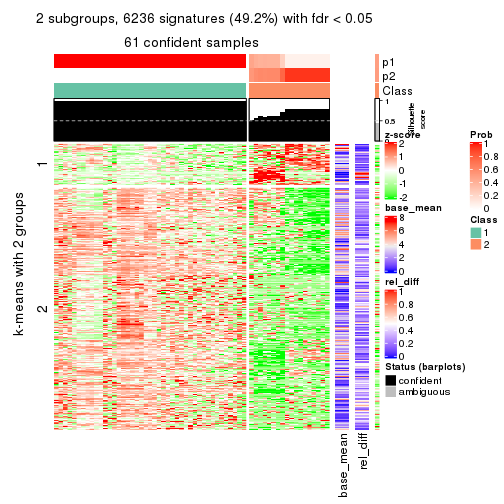 2 subgroups, 6236 signatures (49.2%) with fdr < 0.05
61 confident samples
p1
p2
Class
1
0.5
0
Silhouette
score
k-means with 2 groups
1
2
base_mean
rel_diff
z-score
2
1
0
-1
-2
base_mean
8
6
4
2
0
rel_diff
1
0.8
0.6
0.4
0.2
0
Status (barplots)
confident
ambiguous
Prob
1
0.8
0.6
0.4
0.2
0
Class
1
2